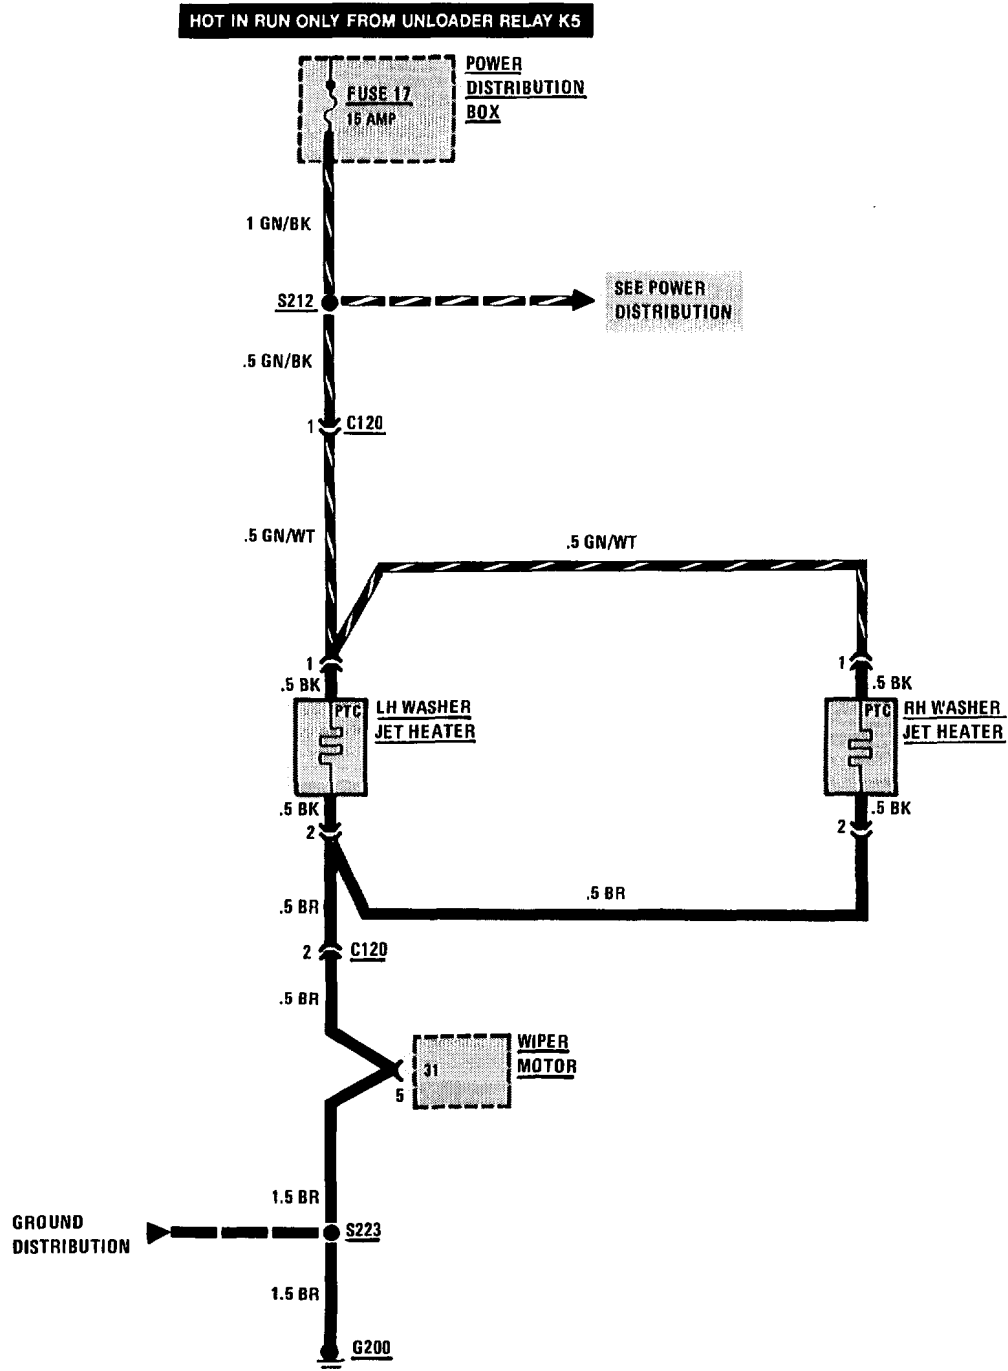 HOT IN RUN ONLY FROM UNLOADER RELAY K5
POWER
DISTRIBUTION
BOX
FUSE 17
15 AMP
1 GN/BK
S212
SEE POWER
DISTRIBUTION
.5 GN/BK
1
C120
.5 GN/WT
.5 GN/WT
1
.5 BK
1
.5 BK
PTC
LH WASHER
JET HEATER
PTC
RH WASHER
JET HEATER
.5 BK
2
.5 BK
2
.5 BR
.5 BR
2
C120
.5 BR
WIPER
MOTOR
31
5
1.5 BR
GROUND
DISTRIBUTION
S223
1.5 BR
G200